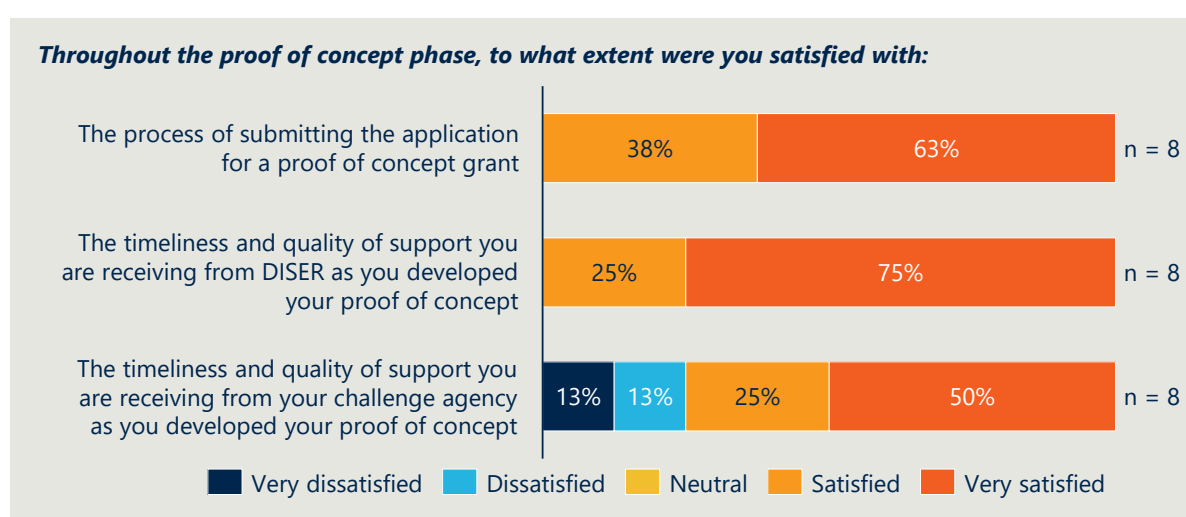 Throughout the proof of concept phase, to what extent were you satisfied with:
The process of submitting the application
for a proof of concept grant
38%
63%
n = 8
The timeliness and quality of support you
are receiving from DISER as you developed
your proof of concept
25%
75%
n = 8
The timeliness and quality of support you
are receiving from your challenge agency
as you developed your proof of concept
13%
13%
25%
50%
n = 8
Very dissatisfied
Dissatisfied
Neutral
Satisfied
Very satisfied